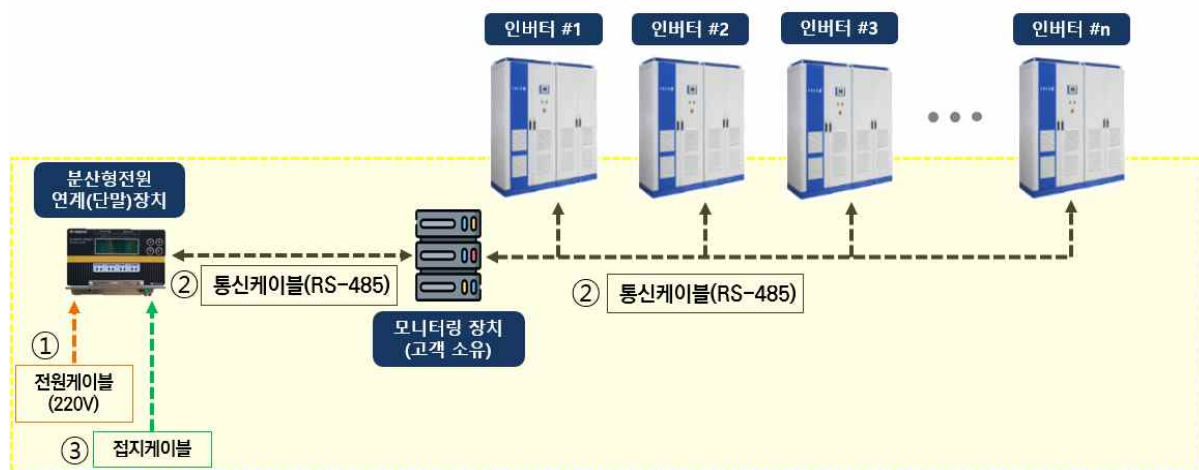 인버터 #1
인버터 #2
인버터 #3
인버터 #n
분산형전원
연계(단말)장치
② 통신케이블(RS-485)
② 통신케이블(RS-485)
모니터링 장치
(고객 소유)
①
전원케이블
(220V)
③ 접지케이블